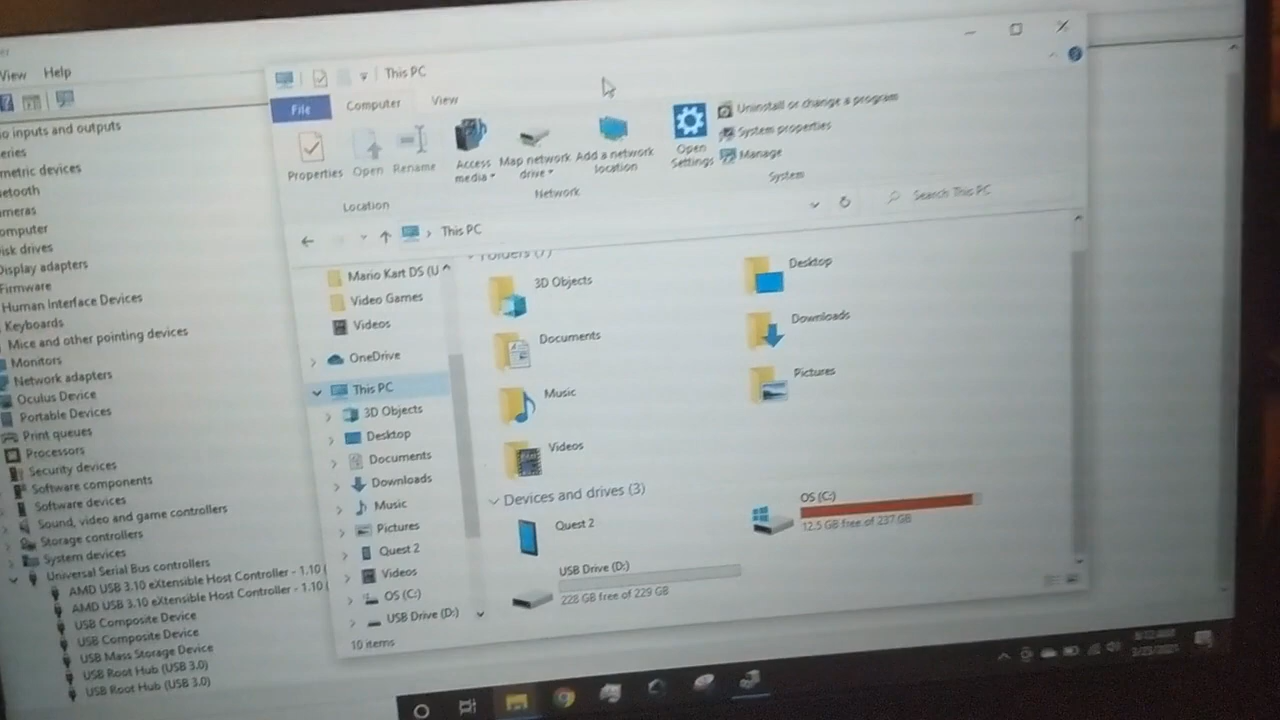 View Help
io inputs and outputs
eries
metric devices
uetooth
meras
omputer
isk drives
Display adapters
Firmware
Human Interface Devices
Keyboards
Mice and other pointing devices
Monitors
Network adapters
Oculus Device
Portable Devices
Print queues
Processors
Security devices
Software components
Software devices
Sound, video and game controllers
Storage controllers
System devices
Universal Serial Bus controllers
AMD USB 3.10 eXtensible Host Controller - 1.10
AMD USB 3.10 eXtensible Host Controller - 1.10
USB Composite Device
USB Composite Device
USB Mass Storage Device
USB Root Hub (USB 3.0)
USB Root Hub (USB 3.0)
This PC
File Computer View
Properties Open Rename
Location
Access media
Map network drive
Add a network location
Network
Open Settings
Uninstall or change a program
System properties
Manage
System
This PC
Search This PC
Mario Kart DS (U
Video Games
Videos
OneDrive
This PC
3D Objects
Desktop
Documents
Downloads
Music
Pictures
Quest 2
Videos
OS (C:)
USB Drive (D:)
Folders (7)
3D Objects
Desktop
Documents
Downloads
Music
Pictures
Videos
Devices and drives (3)
Quest 2
OS (C:)
12.5 GB free of 237 GB
USB Drive (D:)
228 GB free of 229 GB
10 items